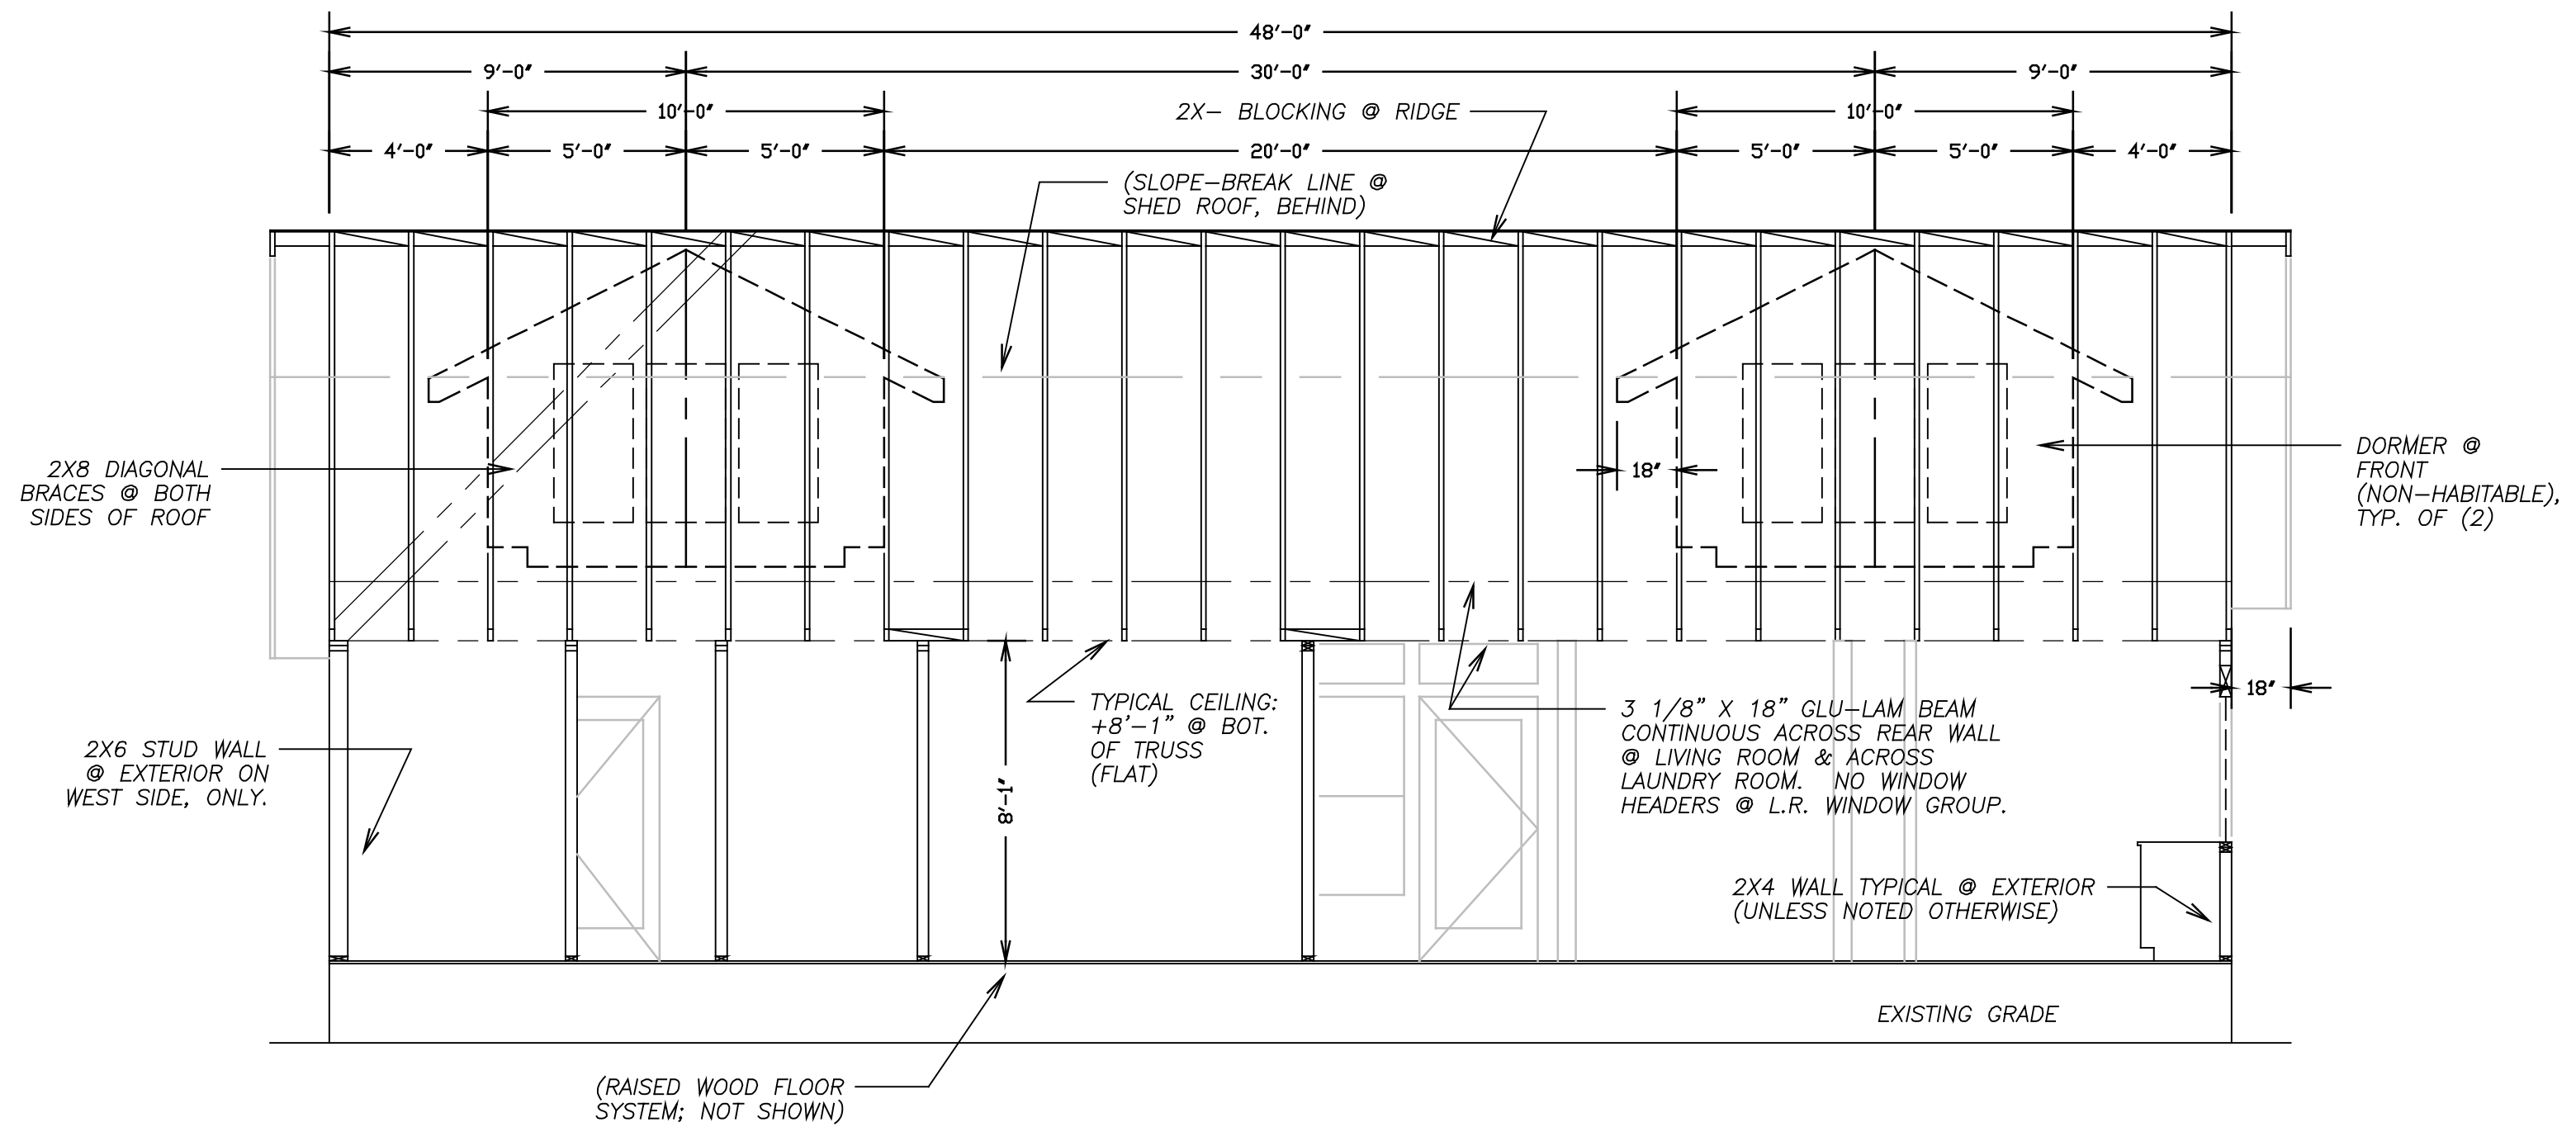 48'-0"
9'-0"
30'-0"
9'-0"
10'-0"
2X- BLOCKING @ RIDGE
10'-0"
4'-0"
5'-0"
5'-0"
20'-0"
5'-0"
5'-0"
4'-0"
(SLOPE-BREAK LINE @
SHED ROOF, BEHIND)
2X8 DIAGONAL
BRACES @ BOTH
SIDES OF ROOF
18"
DORMER @
FRONT
(NON-HABITABLE),
TYP. OF (2)
18"
2X6 STUD WALL
@ EXTERIOR ON
WEST SIDE, ONLY.
8'-1"
TYPICAL CEILING:
+8'-1" @ BOT.
OF TRUSS
(FLAT)
3 1/8" X 18" GLU-LAM BEAM
CONTINUOUS ACROSS REAR WALL
@ LIVING ROOM & ACROSS
LAUNDRY ROOM. NO WINDOW
HEADERS @ L.R. WINDOW GROUP.
2X4 WALL TYPICAL @ EXTERIOR
(UNLESS NOTED OTHERWISE)
EXISTING GRADE
(RAISED WOOD FLOOR
SYSTEM; NOT SHOWN)